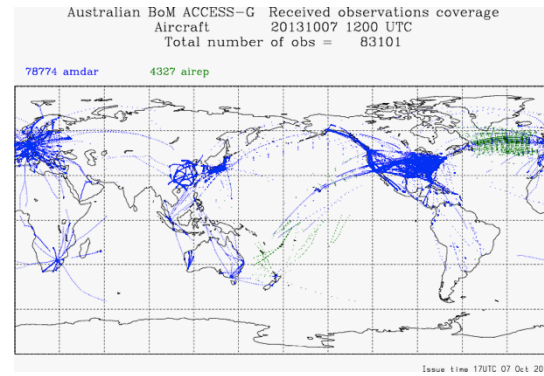 Australian BoM ACCESS-G Received observations coverage
Aircraft 20131007 1200 UTC
Total number of obs = 83101
78774 amdar 4327 airep
Issue time 17UTC 07 Oct 20